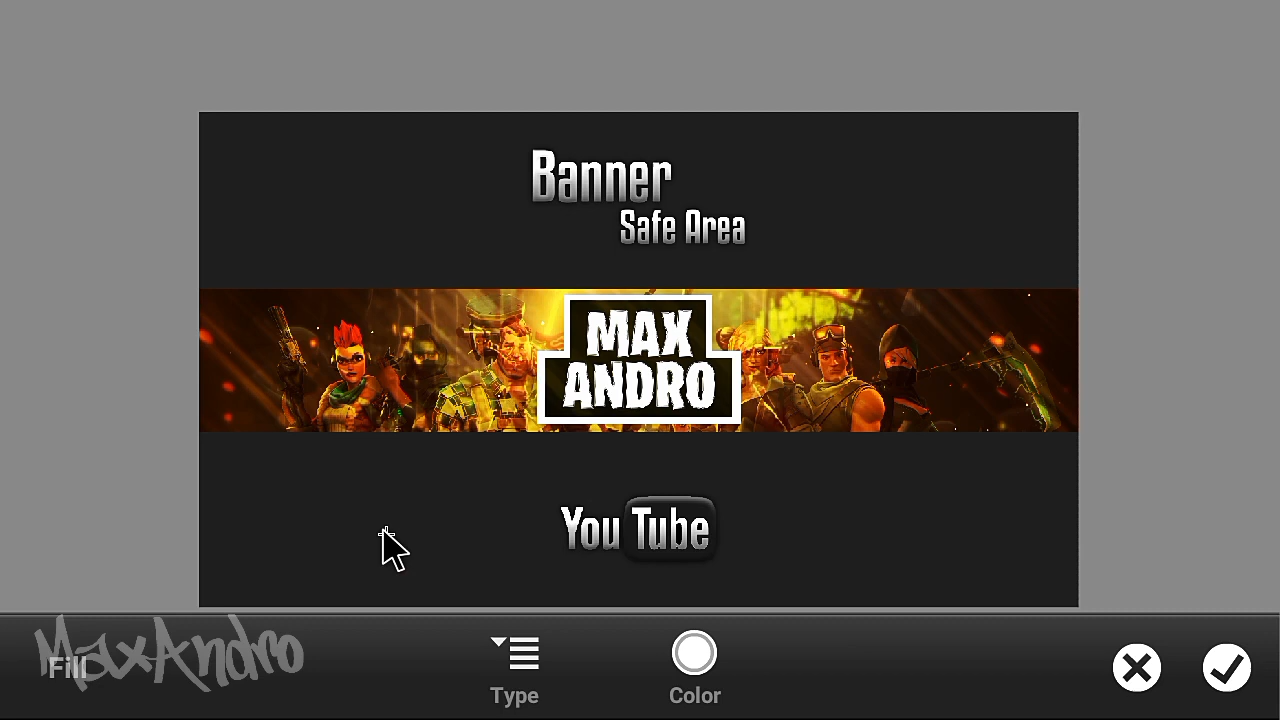 Banner
Safe Area
MAX
ANDRO
You Tube
MaxAndro
Fill
Type
Color